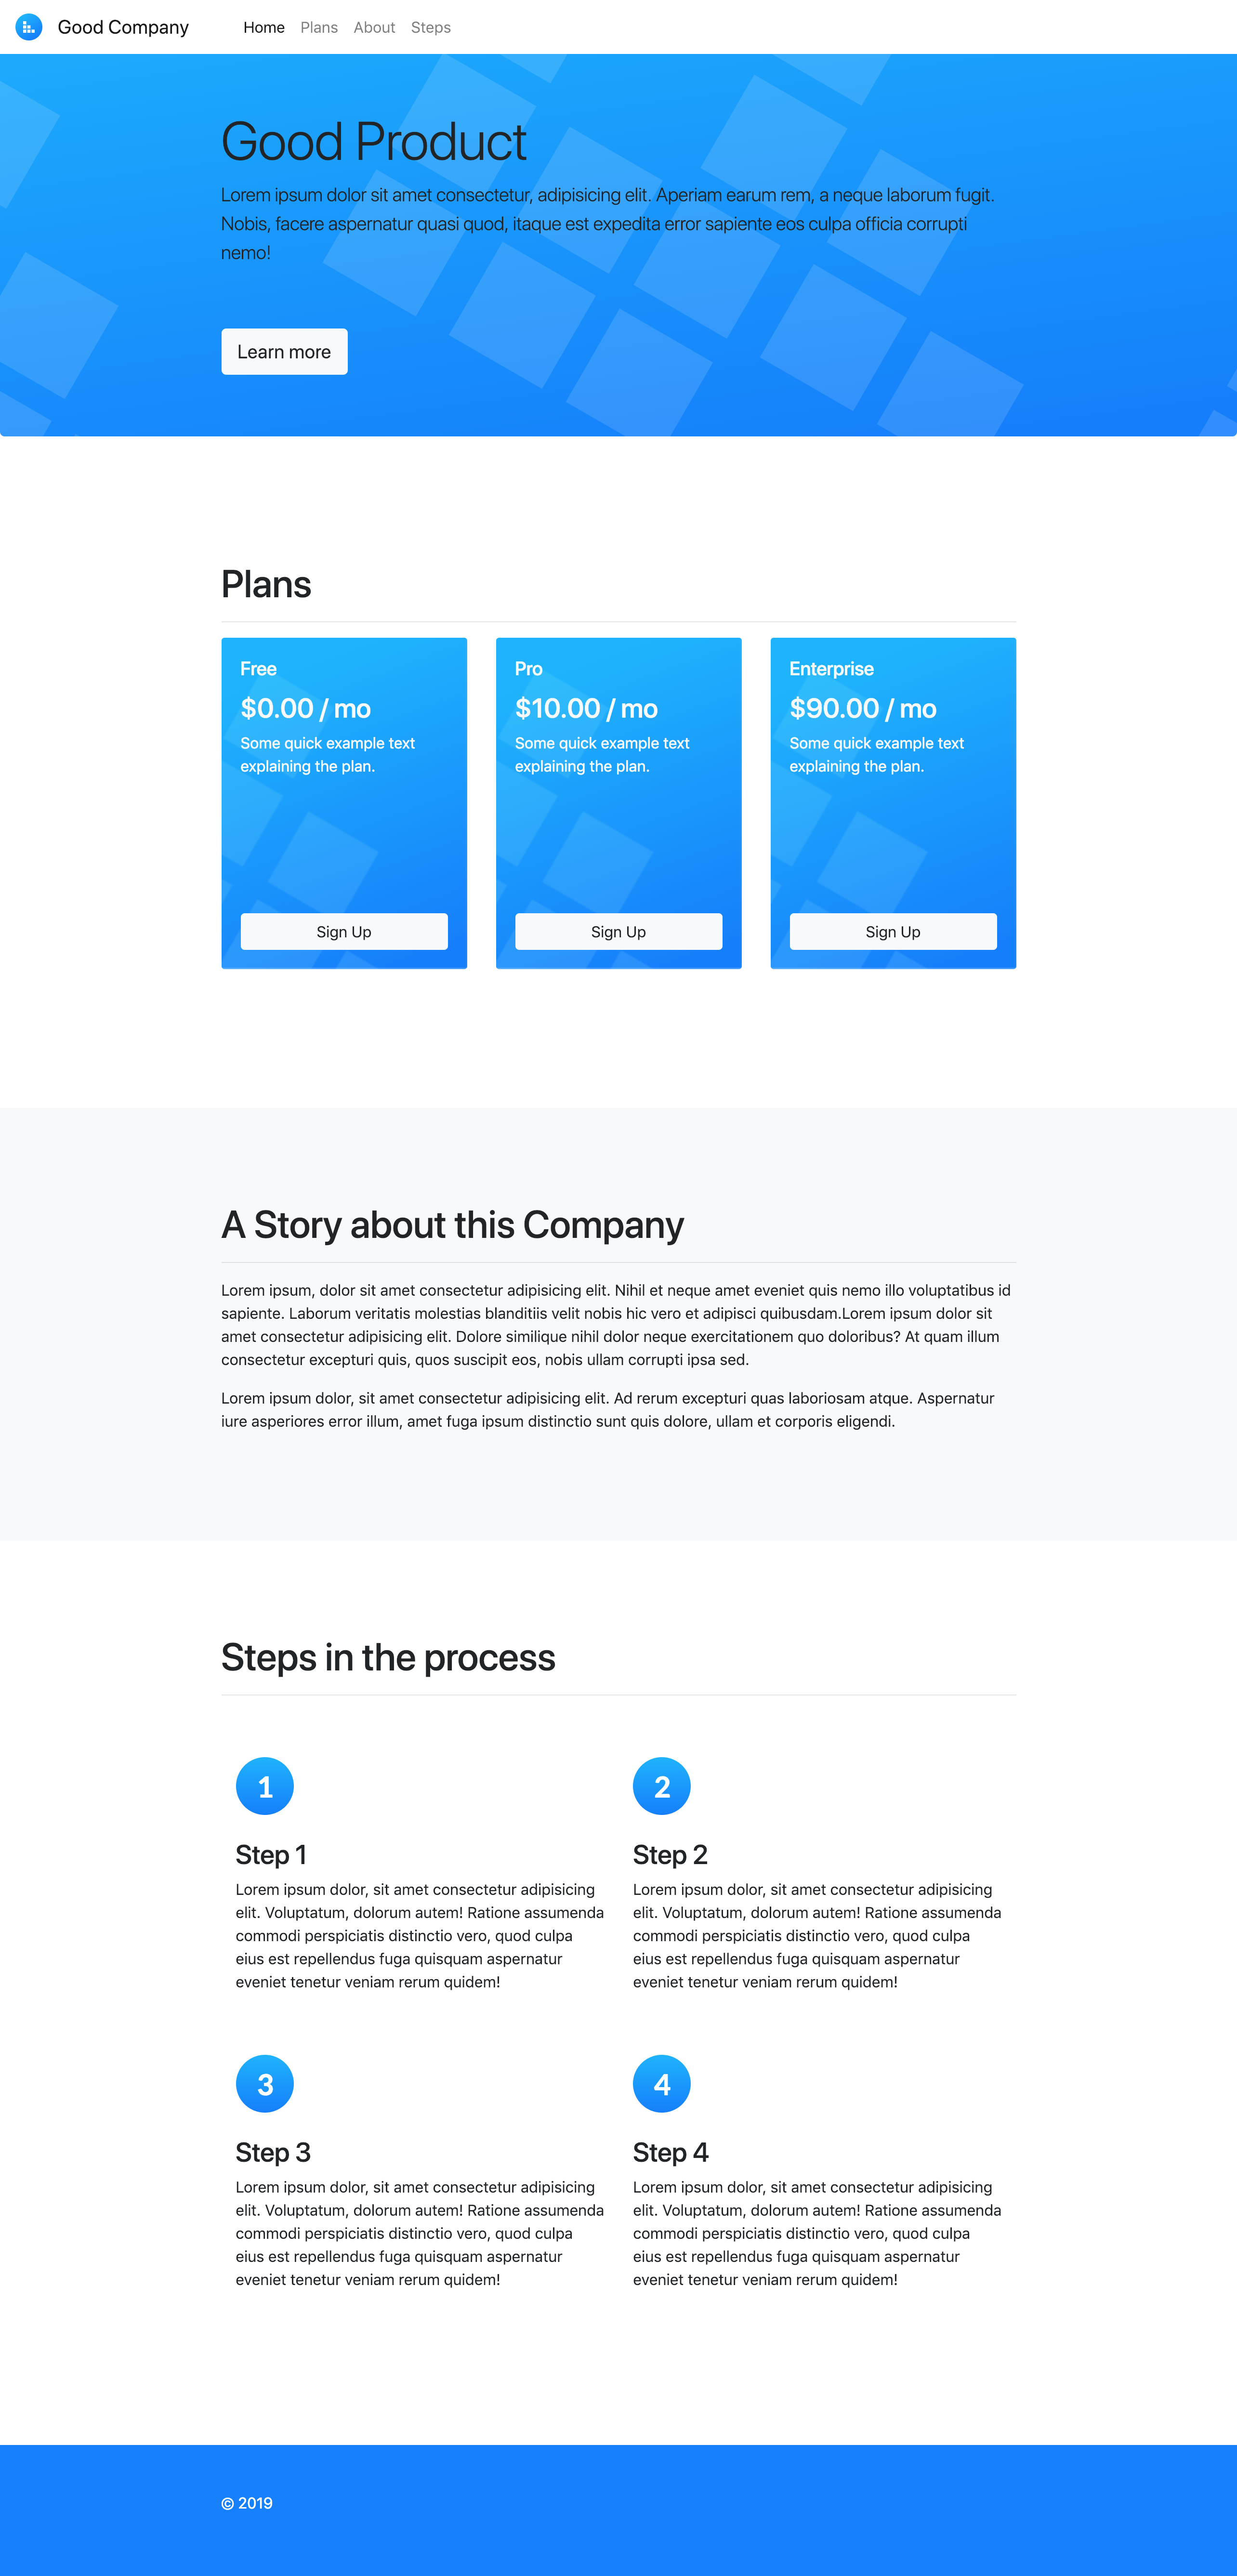 Good Company
Home Plans About Steps
Good Product
Lorem ipsum dolor sit amet consectetur, adipisicing elit. Aperiam earum rem, a neque laborum fugit.
Nobis, facere aspernatur quasi quod, itaque est expedita error sapiente eos culpa officia corrupti
nemo!
Learn more
Plans
Free
$0.00 / mo
Some quick example text
explaining the plan.
Sign Up
Pro
$10.00 / mo
Some quick example text
explaining the plan.
Sign Up
Enterprise
$90.00 / mo
Some quick example text
explaining the plan.
Sign Up
A Story about this Company
Lorem ipsum, dolor sit amet consectetur adipisicing elit. Nihil et neque amet eveniet quis nemo illo voluptatibus id
sapiente. Laborum veritatis molestias blanditiis velit nobis hic vero et adipisci quibusdam.Lorem ipsum dolor sit
amet consectetur adipisicing elit. Dolore similique nihil dolor neque exercitationem quo doloribus? At quam illum
consectetur excepturi quis, quos suscipit eos, nobis ullam corrupti ipsa sed.
Lorem ipsum dolor, sit amet consectetur adipisicing elit. Ad rerum excepturi quas laboriosam atque. Aspernatur
iure asperiores error illum, amet fuga ipsum distinctio sunt quis dolore, ullam et corporis eligendi.
Steps in the process
1
Step 1
Lorem ipsum dolor, sit amet consectetur adipisicing
elit. Voluptatum, dolorum autem! Ratione assumenda
commodi perspiciatis distinctio vero, quod culpa
eius est repellendus fuga quisquam aspernatur
eveniet tenetur veniam rerum quidem!
2
Step 2
Lorem ipsum dolor, sit amet consectetur adipisicing
elit. Voluptatum, dolorum autem! Ratione assumenda
commodi perspiciatis distinctio vero, quod culpa
eius est repellendus fuga quisquam aspernatur
eveniet tenetur veniam rerum quidem!
3
Step 3
Lorem ipsum dolor, sit amet consectetur adipisicing
elit. Voluptatum, dolorum autem! Ratione assumenda
commodi perspiciatis distinctio vero, quod culpa
eius est repellendus fuga quisquam aspernatur
eveniet tenetur veniam rerum quidem!
4
Step 4
Lorem ipsum dolor, sit amet consectetur adipisicing
elit. Voluptatum, dolorum autem! Ratione assumenda
commodi perspiciatis distinctio vero, quod culpa
eius est repellendus fuga quisquam aspernatur
eveniet tenetur veniam rerum quidem!
© 2019